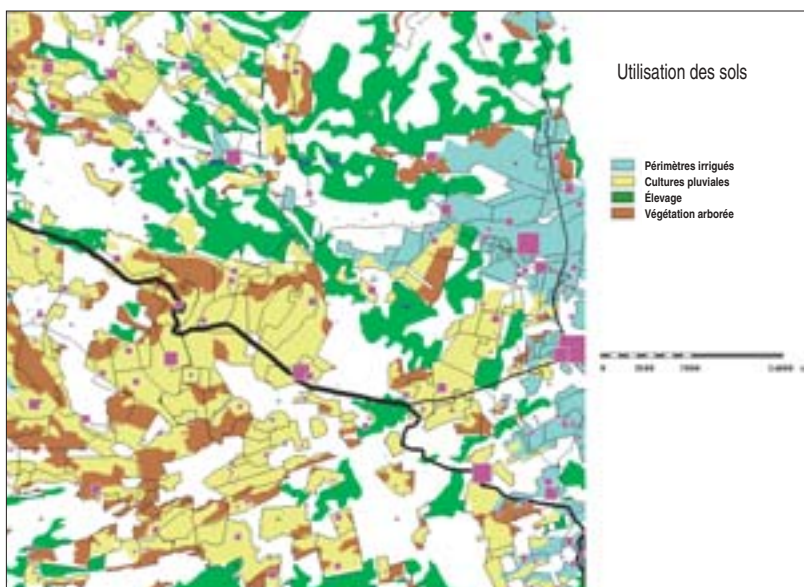 Utilisation des sols
Périmètres irrigués
Cultures pluviales
Élevage
Végétation arborée
0